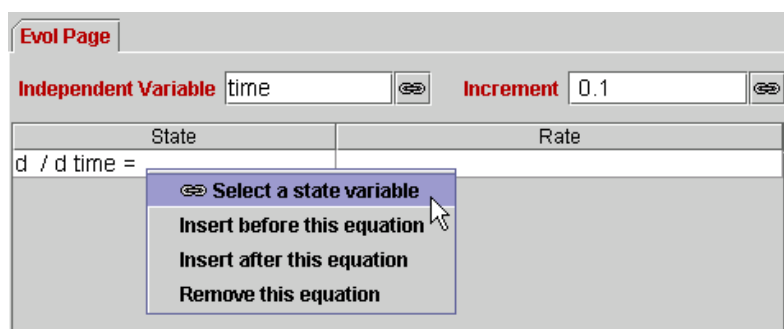 Evol Page
Independent Variable time Increment 0.1
State Rate
d / d time =
Select a state variable
Insert before this equation
Insert after this equation
Remove this equation